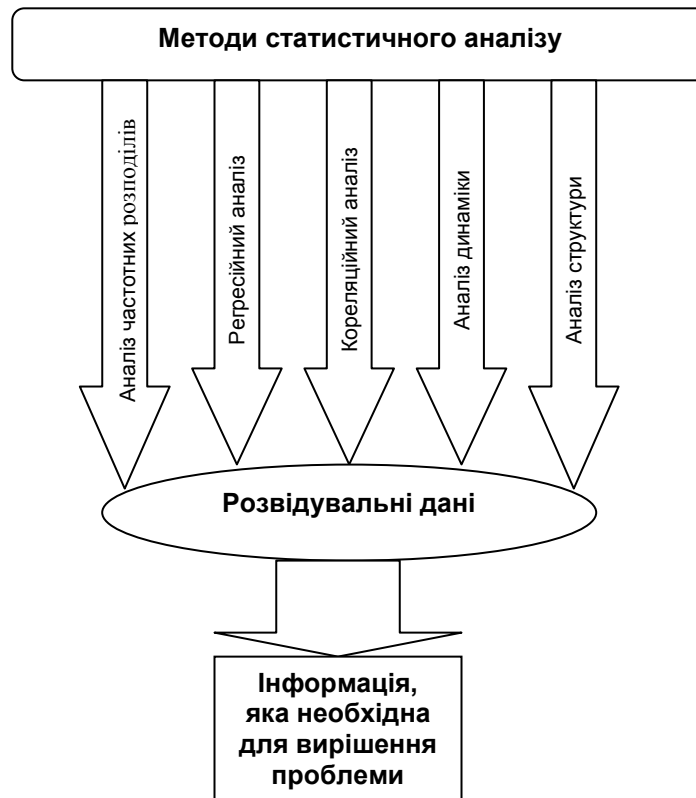 Методи статистичного аналізу
Аналіз частотних розподілів
Регресійний аналіз
Кореляційний аналіз
Аналіз динаміки
Аналіз структури
Розвідувальні дані
Інформація,
яка необхідна
для вирішення
проблеми